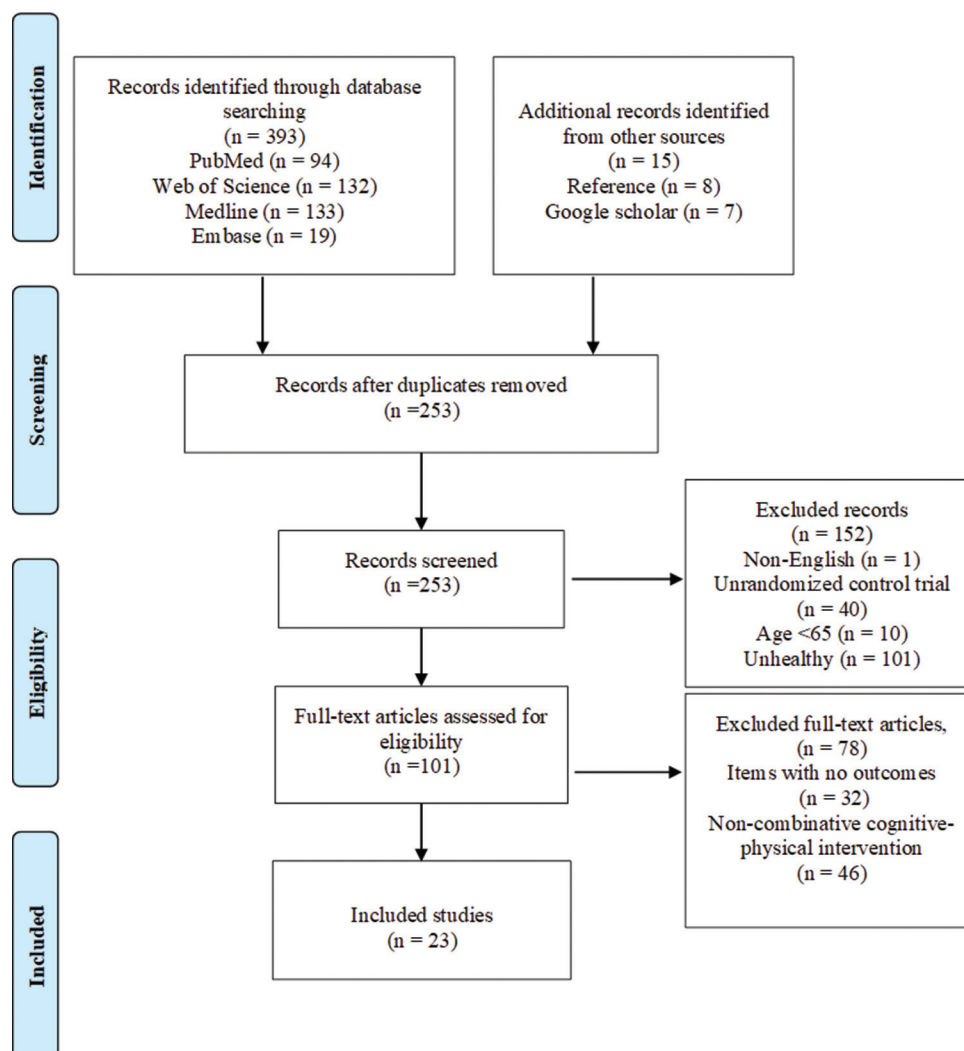 Identification
Records identified through database
searching
(n = 393)
PubMed (n = 94)
Web of Science (n = 132)
Medline (n = 133)
Embase (n = 19)
Additional records identified
from other sources
(n = 15)
Reference (n = 8)
Google scholar (n = 7)
Screening
Records after duplicates removed
(n =253)
Records screened
(n =253)
Excluded records
(n = 152)
Non-English (n = 1)
Unrandomized control trial
(n = 40)
Age <65 (n = 10)
Unhealthy (n = 101)
Eligibility
Full-text articles assessed for
eligibility
(n =101)
Excluded full-text articles,
(n = 78)
Items with no outcomes
(n = 32)
Non-combinative cognitive-
physical intervention
(n = 46)
Included
Included studies
(n = 23)